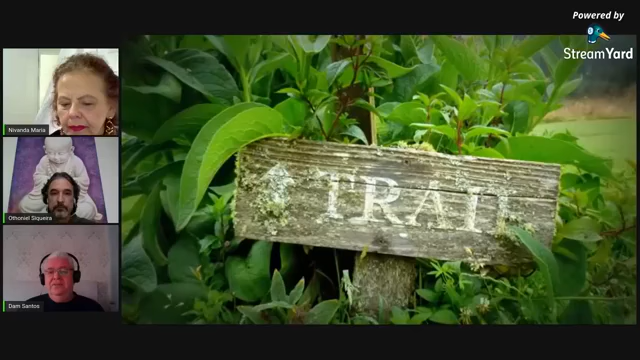 Powered by
StreamYard
Nivanda Maria
Othoniel Siqueira
Dam Santos
TRAIL